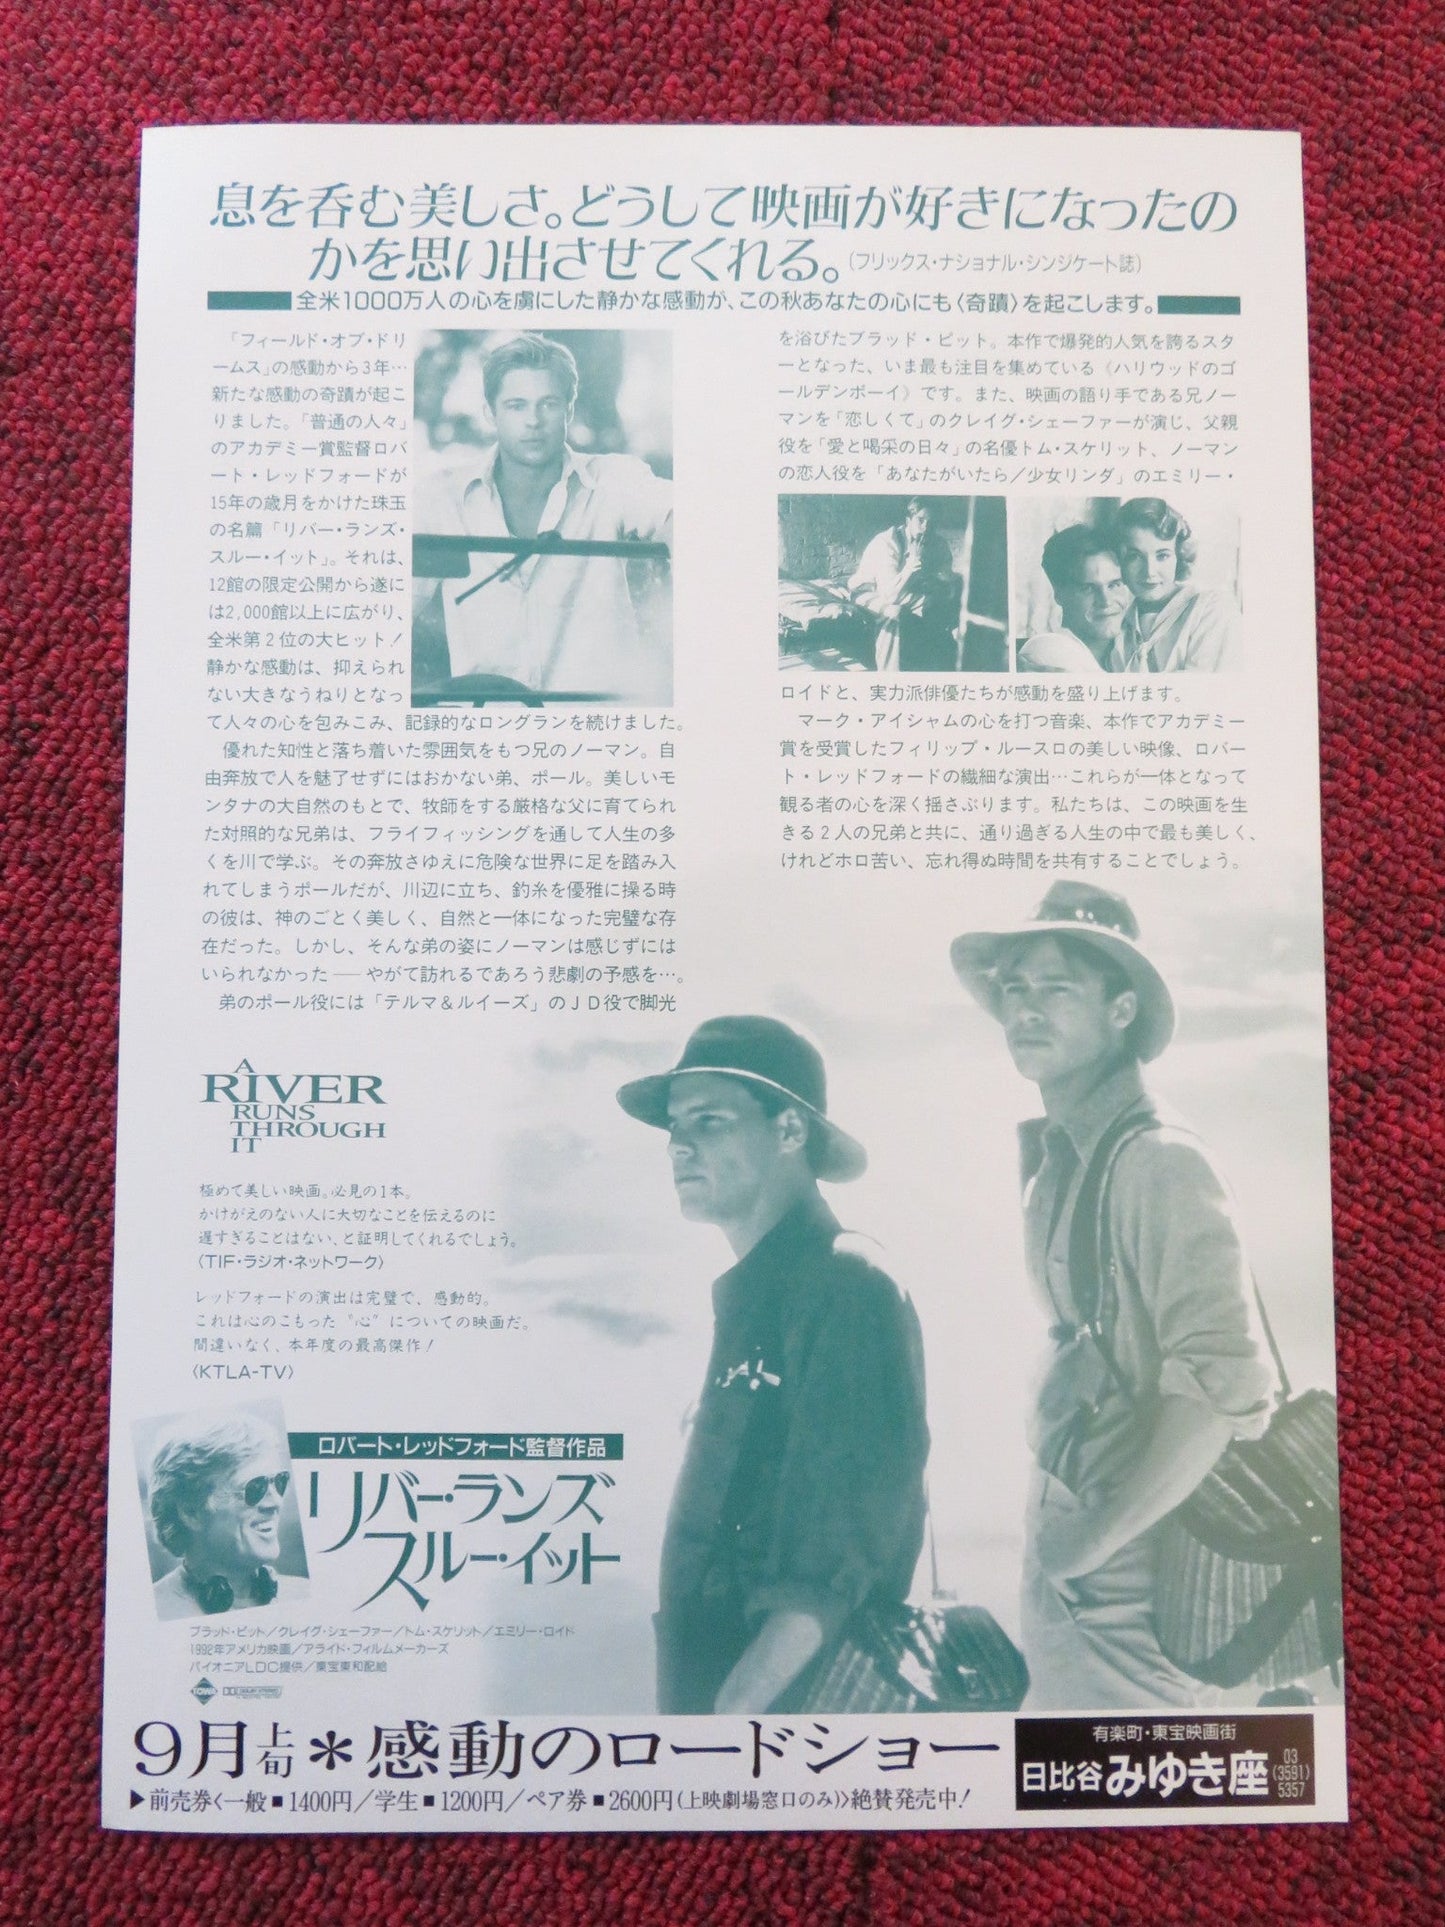 息を呑む美しさ。どうして映画が好きになったの
かを思い出させてくれる。(フリックス・ナショナル・シンジケート誌)
全米1000万人の心を虜にした静かな感動が、この秋あなたの心にも〈奇蹟〉を起こします。
「フィールド・オブ・ドリ
ームス」の感動から3年…
新たな感動の奇蹟が起こ
りました。「普通の人々」
のアカデミー賞監督ロバ
ート・レッドフォードが
15年の歳月をかけた珠玉
の名篇「リバー・ランズ・
スルー・イット」。それは、
12館の限定公開から遂に
は2,000館以上に広がり、
全米第2位の大ヒット!
静かな感動は、抑えられ
ない大きなうねりとなっ
て人々の心を包みこみ、記録的なロングランを続けました。
優れた知性と落ち着いた雰囲気をもつ兄のノーマン。自
由奔放で人を魅了せずにはおかない弟、ポール。美しいモ
ンタナの大自然のもとで、牧師をする厳格な父に育てられ
た対照的な兄弟は、フライフィッシングを通して人生の多
くを川で学ぶ。その奔放さゆえに危険な世界に足を踏み入
れてしまうポールだが、川辺に立ち、釣糸を優雅に操る時
の彼は、神のごとく美しく、自然と一体になった完璧な存
在だった。しかし、そんな弟の姿にノーマンは感じずには
いられなかった――やがて訪れるであろう悲劇の予感を…。
弟のポール役には「テルマ&ルイーズ」のJD役で脚光
を浴びたブラッド・ピット。本作で爆発的人気を誇るスタ
ーとなった、いま最も注目を集めている《ハリウッドのゴ
ールデンボーイ》です。また、映画の語り手である兄ノー
マンを「恋しくて」のクレイグ・シェーファーが演じ、父親
役を「愛と喝采の日々」の名優トム・スケリット、ノーマン
の恋人役を「あなたがいたら/少女リンダ」のエミリー・
ロイドと、実力派俳優たちが感動を盛り上げます。
マーク・アイシャムの心を打つ音楽、本作でアカデミー
賞を受賞したフィリップ・ルースロの美しい映像、ロバー
ト・レッドフォードの繊細な演出…これらが一体となって
観る者の心を深く揺さぶります。私たちは、この映画を生
きる2人の兄弟と共に、通り過ぎる人生の中で最も美しく、
けれどホロ苦い、忘れ得ぬ時間を共有することでしょう。
A
RIVER
RUNS
THROUGH
IT
極めて美しい映画。必見の1本。
かけがえのない人に大切なことを伝えるのに
遅すぎることはない、と証明してくれるでしょう。
〈TIF・ラジオ・ネットワーク〉
レッドフォードの演出は完璧で、感動的。
これは心のこもった〝心〟についての映画だ。
間違いなく、本年度の最高傑作!
〈KTLA-TV〉
ロバート・レッドフォード監督作品
リバー・ランズ
スルー・イット
ブラッド・ピット/クレイグ・シェーファー/トム・スケリット/エミリー・ロイド
1992年アメリカ映画/アライド・フィルムメーカーズ
パイオニアLDC提供/東宝東和配給
TOWA DOLBY STEREO
9月上旬*感動のロードショー
▶前売券〈一般■1400円/学生■1200円/ペア券■2600円(上映劇場窓口のみ)〉絶賛発売中!
有楽町・東宝映画街
日比谷みゆき座 03(3591)5357